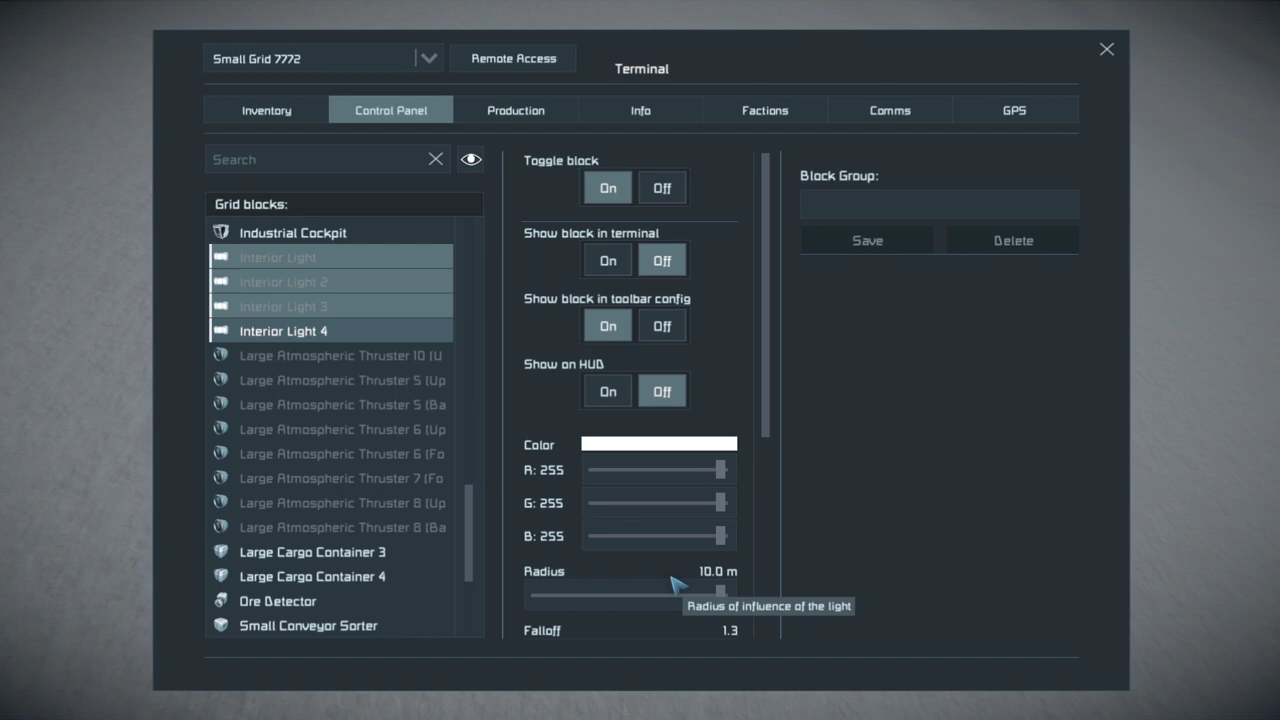 Small Grid 7772
Remote Access
Terminal
Inventory
Control Panel
Production
Info
Factions
Comms
GPS
Search
Grid blocks:
Industrial Cockpit
Interior Light
Interior Light 2
Interior Light 3
Interior Light 4
Large Atmospheric Thruster 10 (U
Large Atmospheric Thruster 5 (Up
Large Atmospheric Thruster 5 (Ba
Large Atmospheric Thruster 6 (Up
Large Atmospheric Thruster 6 (Fo
Large Atmospheric Thruster 7 (Fo
Large Atmospheric Thruster 8 (Up
Large Atmospheric Thruster 8 (Ba
Large Cargo Container 3
Large Cargo Container 4
Ore Detector
Small Conveyor Sorter
Toggle block
On Off
Show block in terminal
On Off
Show block in toolbar config
On Off
Show on HUD
On Off
Color
R: 255
G: 255
B: 255
Radius 10.0 m
Radius of influence of the light
Falloff 1.3
Block Group:
Save
Delete